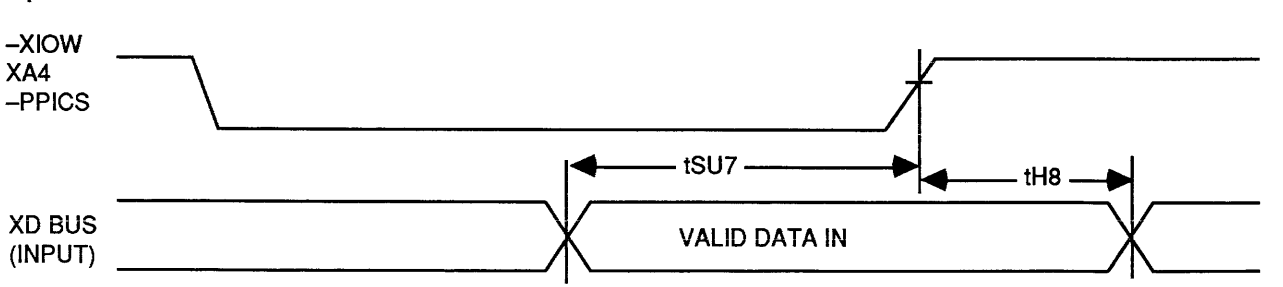 –XIOW
XA4
–PPICS
tSU7
tH8
XD BUS
(INPUT)
VALID DATA IN